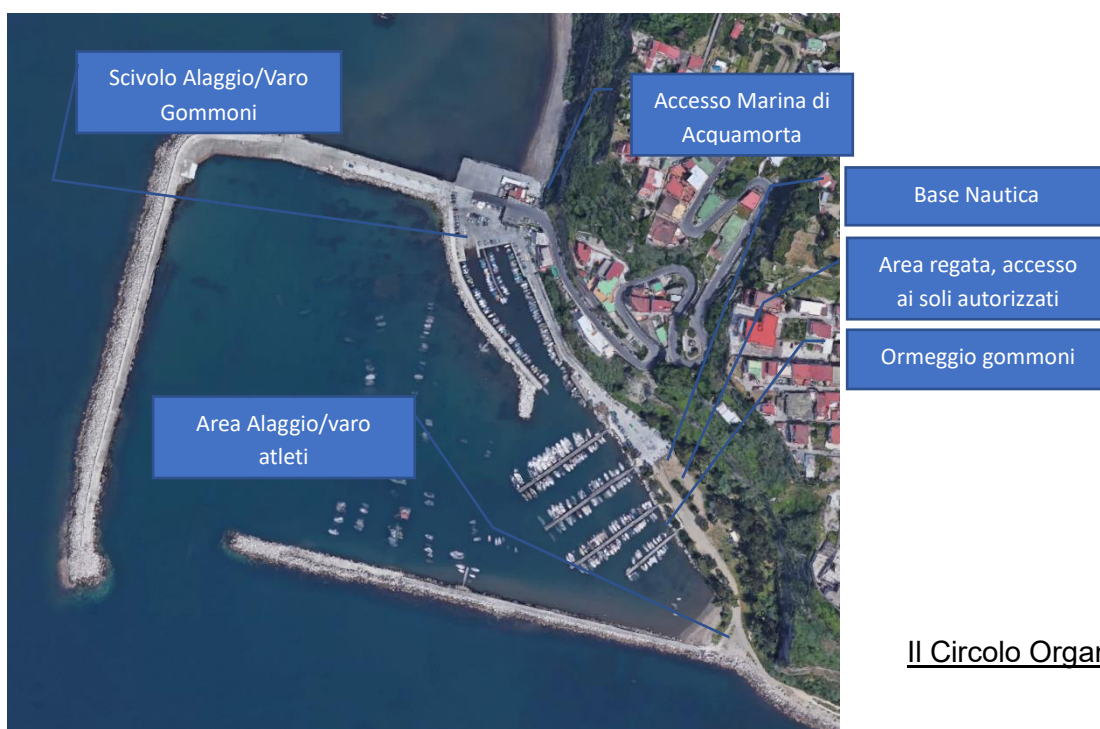 Scivolo Alaggio/Varo
Gommoni
Accesso Marina di
Acquamorta
Base Nautica
Area regata, accesso
ai soli autorizzati
Ormeggio gommoni
Area Alaggio/varo
atleti
Il Circolo Organ